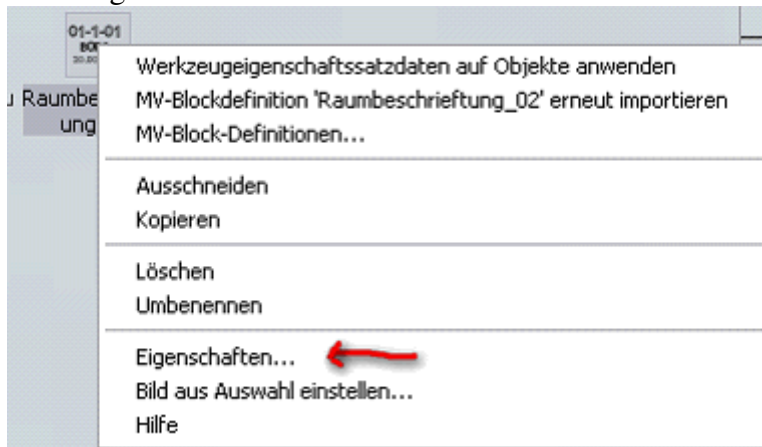 01-1-01
Werkzeugeigenschaftssatzdaten auf Objekte anwenden
Raumbe
MV-Blockdefinition 'Raumbeschrieftung_02' erneut importieren
ung
MV-Block-Definitionen...
Ausschneiden
Kopieren
Löschen
Umbenennen
Eigenschaften...
Bild aus Auswahl einstellen...
Hilfe